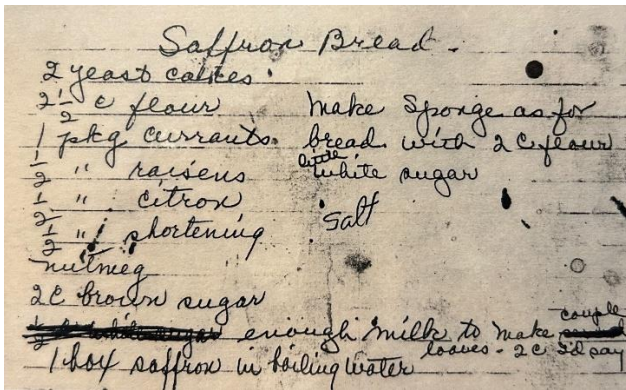 Saffron Bread.
2 yeast cakes.
2 1/2 c flour
1 pkg currants.
1/2 " raisens
1/2 " citron
1/2 " shortening
nutmeg
2c brown sugar
Make Sponge as for
bread with 2 c flour
little white sugar
salt
enough milk to make couple
loaves - 2 c I'd say
1 box saffron in boiling water